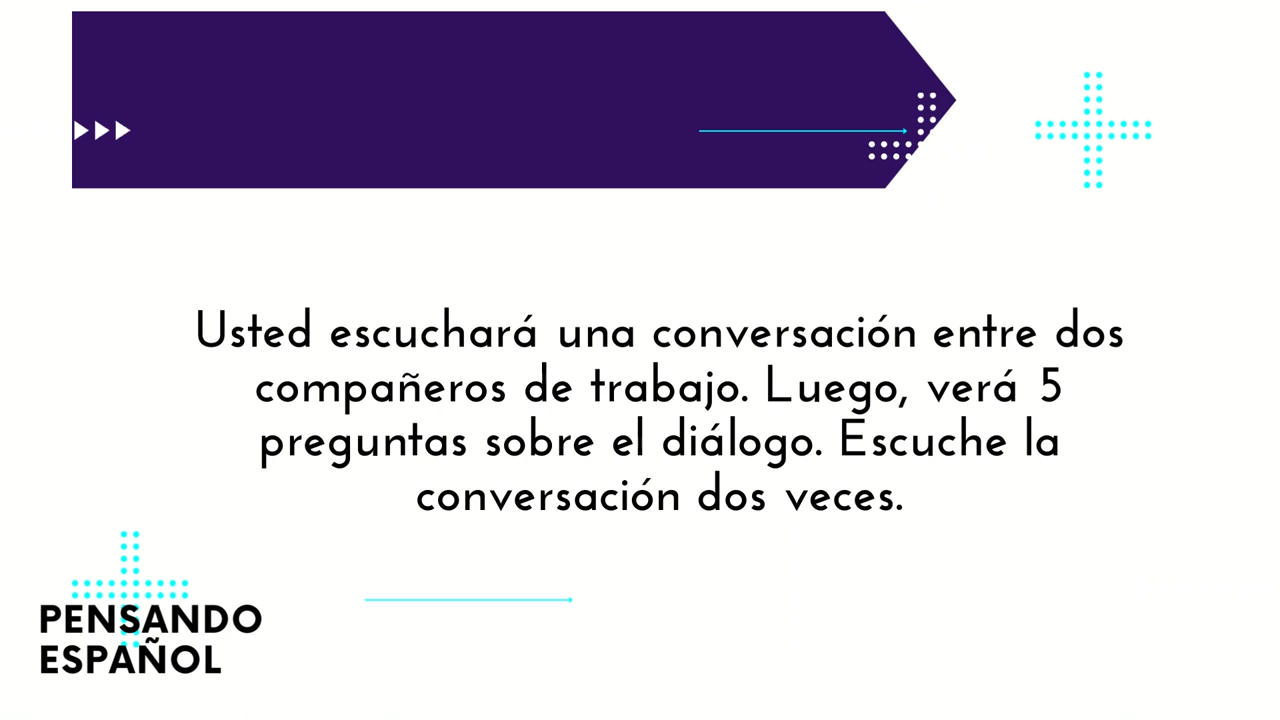 Usted escuchará una conversación entre dos
compañeros de trabajo. Luego, verá 5
preguntas sobre el diálogo. Escuche la
conversación dos veces.
PENSANDO
ESPAÑOL